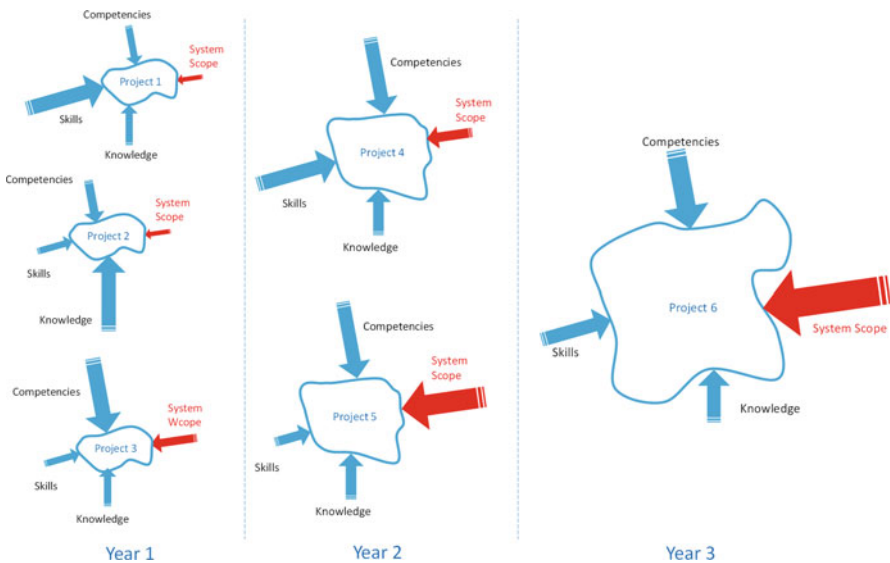 Competencies
System
Scope
Project 1
Skills
Knowledge
Competencies
System
Scope
Project 2
Skills
Knowledge
Competencies
System
Wcope
Project 3
Skills
Knowledge
Year 1
Competencies
System
Scope
Project 4
Skills
Knowledge
Competencies
System
Scope
Project 5
Skills
Knowledge
Year 2
Competencies
Project 6
System Scope
Skills
Knowledge
Year 3